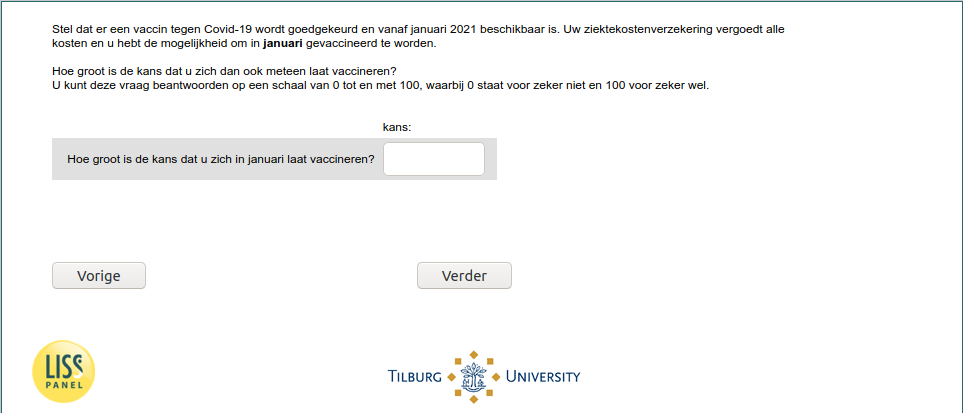 Stel dat er een vaccin tegen Covid-19 wordt goedgekeurd en vanaf januari 2021 beschikbaar is. Uw ziektekostenverzekering vergoedt alle
kosten en u hebt de mogelijkheid om in januari gevaccineerd te worden.
Hoe groot is de kans dat u zich dan ook meteen laat vaccineren?
U kunt deze vraag beantwoorden op een schaal van 0 tot en met 100, waarbij 0 staat voor zeker niet en 100 voor zeker wel.
kans:
Hoe groot is de kans dat u zich in januari laat vaccineren?
Vorige
Verder
LISS
PANEL
TILBURG UNIVERSITY